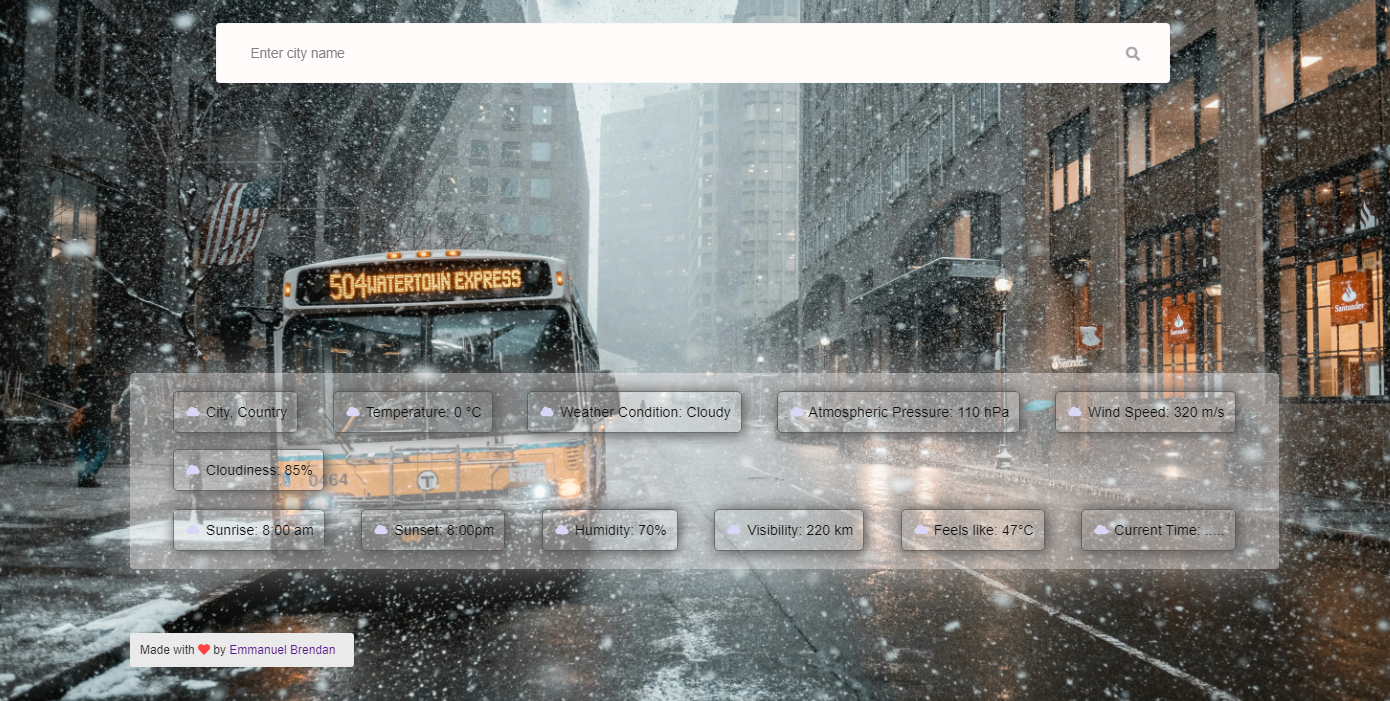 Enter city name
504 WATERTOWN EXPRESS
Santander
Santander
Santander
City, Country
Temperature: 0 °C
Weather Condition: Cloudy
Atmospheric Pressure: 110 hPa
Wind Speed: 320 m/s
Cloudiness: 85%
0464
T
Sunrise: 8:00 am
Sunset: 8:00pm
Humidity: 70%
Visibility: 220 km
Feels like: 47°C
Current Time: .....
Made with ❤ by Emmanuel Brendan